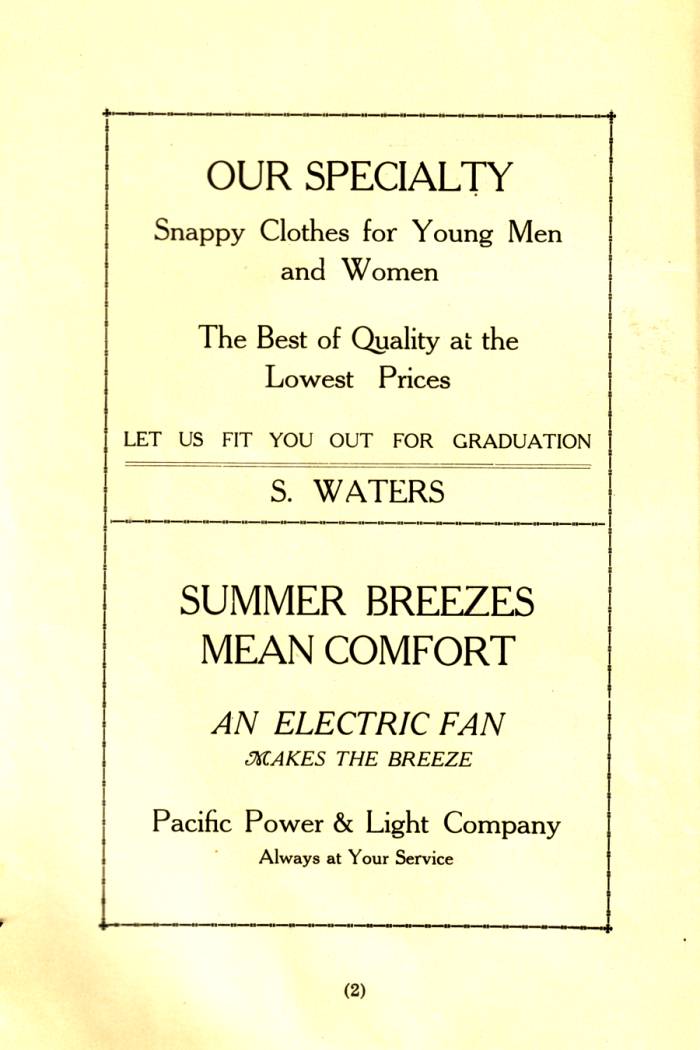 OUR SPECIALTY
Snappy Clothes for Young Men
and Women
The Best of Quality at the
Lowest Prices
LET US FIT YOU OUT FOR GRADUATION
S. WATERS
SUMMER BREEZES
MEAN COMFORT
AN ELECTRIC FAN
MAKES THE BREEZE
Pacific Power & Light Company
Always at Your Service
(2)